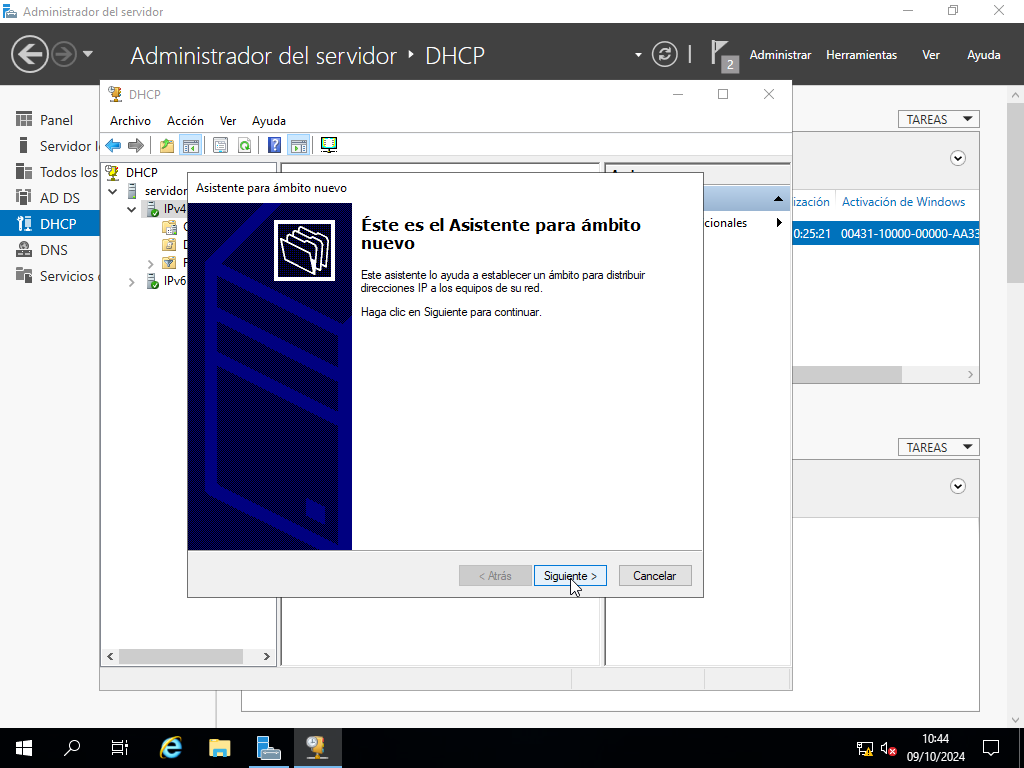 Administrador del servidor
Administrador del servidor
DHCP
2
Administrar
Herramientas
Ver
Ayuda
DHCP
Archivo
Acción
Ver
Ayuda
Panel
Servidor l
Todos los
AD DS
DHCP
DNS
Servicios
DHCP
servidor
IPv4
IPv6
TAREAS
ización
Activación de Windows
0:25:21
00431-10000-00000-AA33
cionales
TAREAS
Asistente para ámbito nuevo
Éste es el Asistente para ámbito
nuevo
Este asistente lo ayuda a establecer un ámbito para distribuir
direcciones IP a los equipos de su red.
Haga clic en Siguiente para continuar.
< Atrás
Siguiente >
Cancelar
10:44
09/10/2024